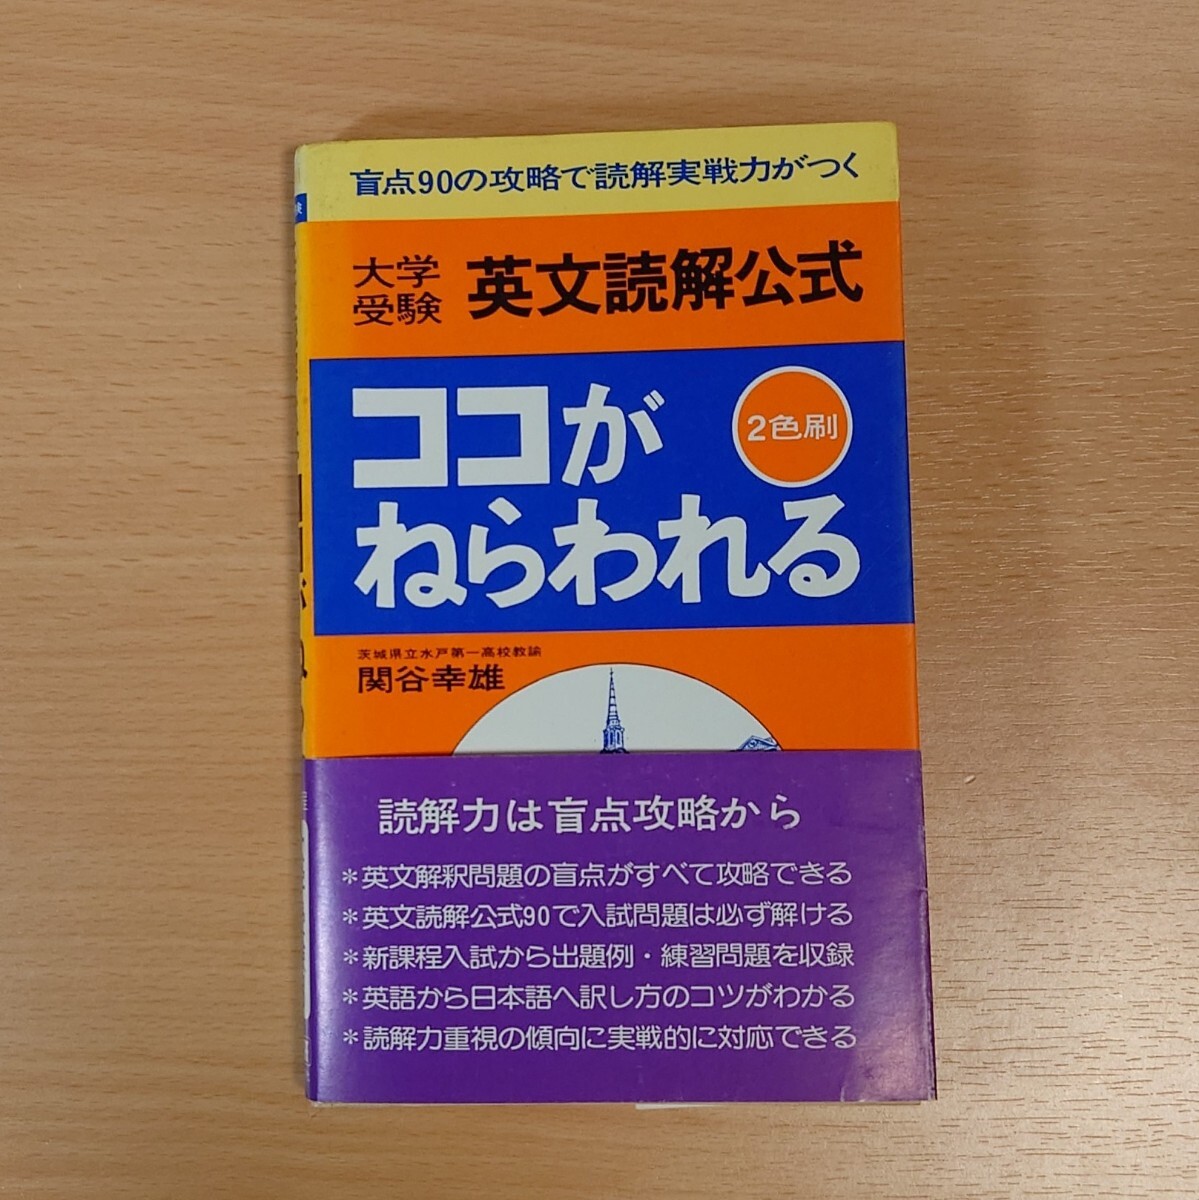 盲点90の攻略で読解実戦力がつく
大学受験 英文読解公式
ココが
ねらわれる
2色刷
茨城県立水戸第一高校教諭
関谷幸雄
読解力は盲点攻略から
*英文解釈問題の盲点がすべて攻略できる
*英文読解公式90で入試問題は必ず解ける
*新課程入試から出題例・練習問題を収録
*英語から日本語へ訳し方のコツがわかる
*読解力重視の傾向に実戦的に対応できる